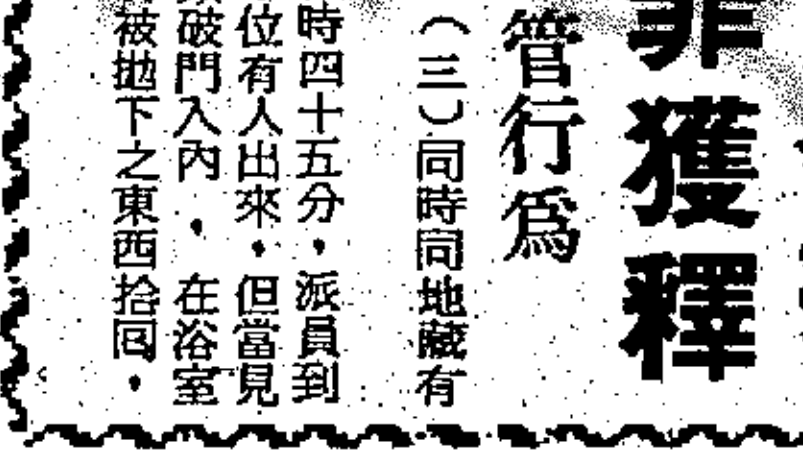 罪獲釋
管行爲
（三）同時同地藏有
時四十五分，派員到
位有人出來，但當見
破門入內，在浴室
被拋下之東西拾回，